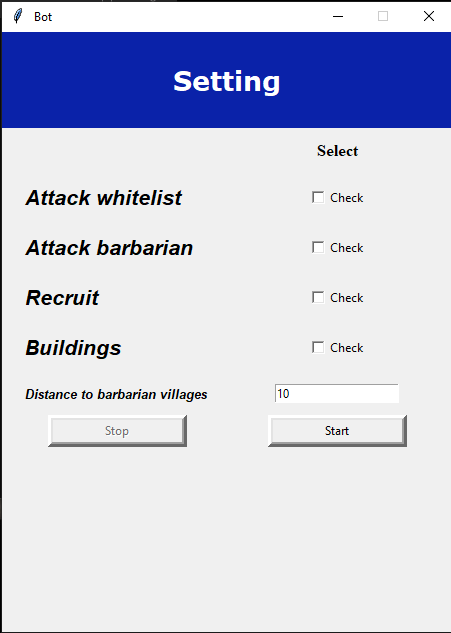 Bot
Setting
Select
Attack whitelist Check
Attack barbarian Check
Recruit Check
Buildings Check
Distance to barbarian villages 10
Stop Start